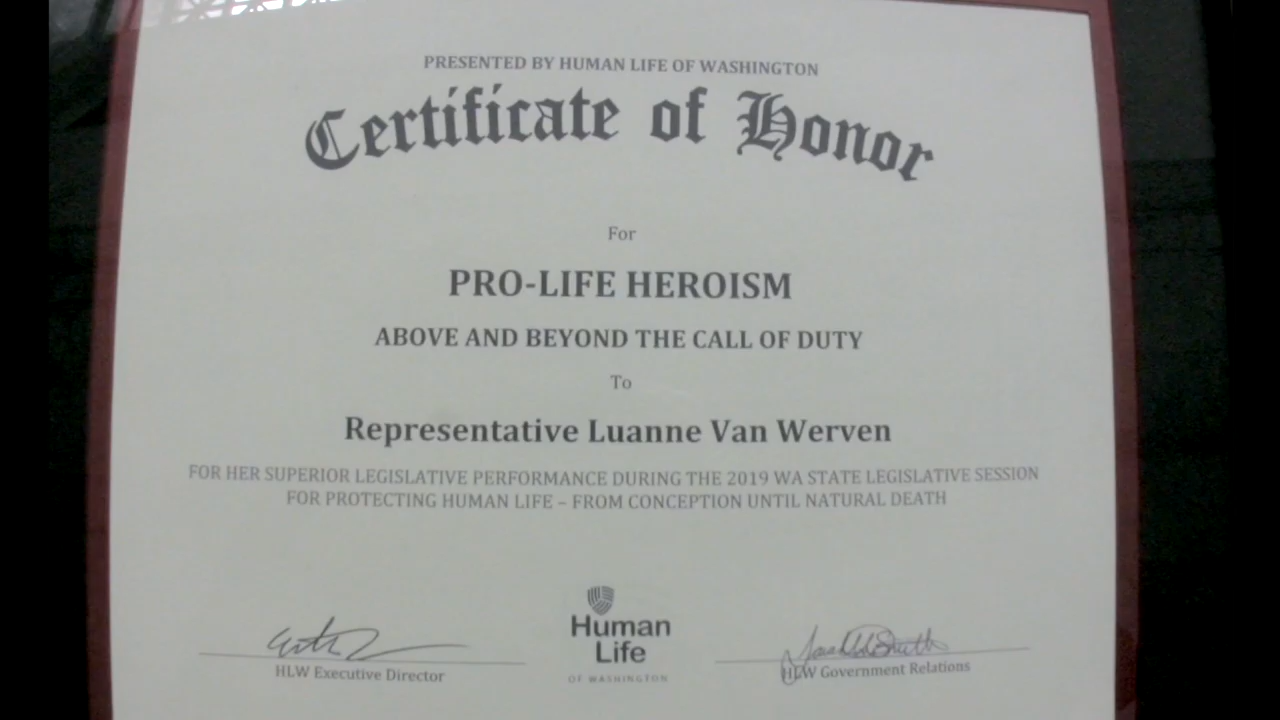 PRESENTED BY HUMAN LIFE OF WASHINGTON
Certificate of Honor
For
PRO-LIFE HEROISM
ABOVE AND BEYOND THE CALL OF DUTY
To
Representative Luanne Van Werven
FOR HER SUPERIOR LEGISLATIVE PERFORMANCE DURING THE 2019 WA STATE LEGISLATIVE SESSION
FOR PROTECTING HUMAN LIFE – FROM CONCEPTION UNTIL NATURAL DEATH
Human
Life
OF WASHINGTON
HLW Executive Director
HLW Government Relations